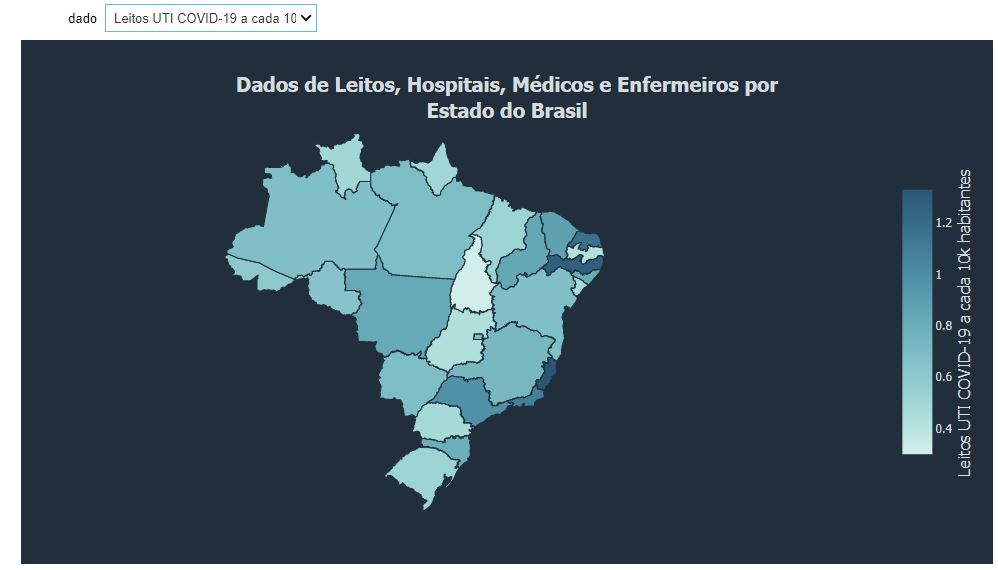 dado
Leitos UTI COVID-19 a cada 10
Dados de Leitos, Hospitais, Médicos e Enfermeiros por
Estado do Brasil
1.2
1
0.8
0.6
0.4
Leitos UTI COVID-19 a cada 10k habitantes